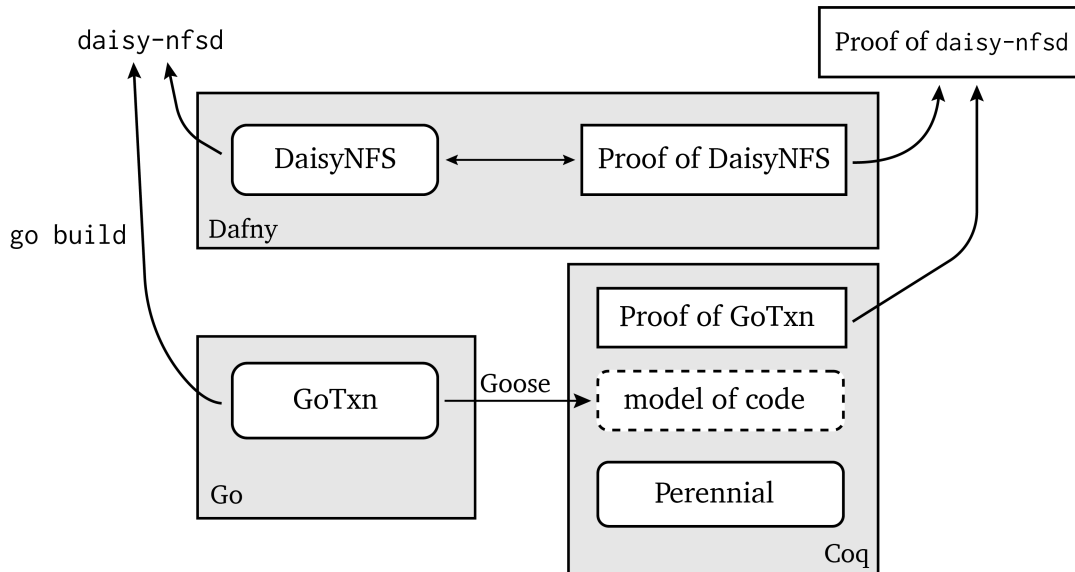 daisy-nfsd
Proof of daisy-nfsd
DaisyNFS
Proof of DaisyNFS
Dafny
go build
Proof of GoTxn
GoTxn
Goose
model of code
Go
Perennial
Coq